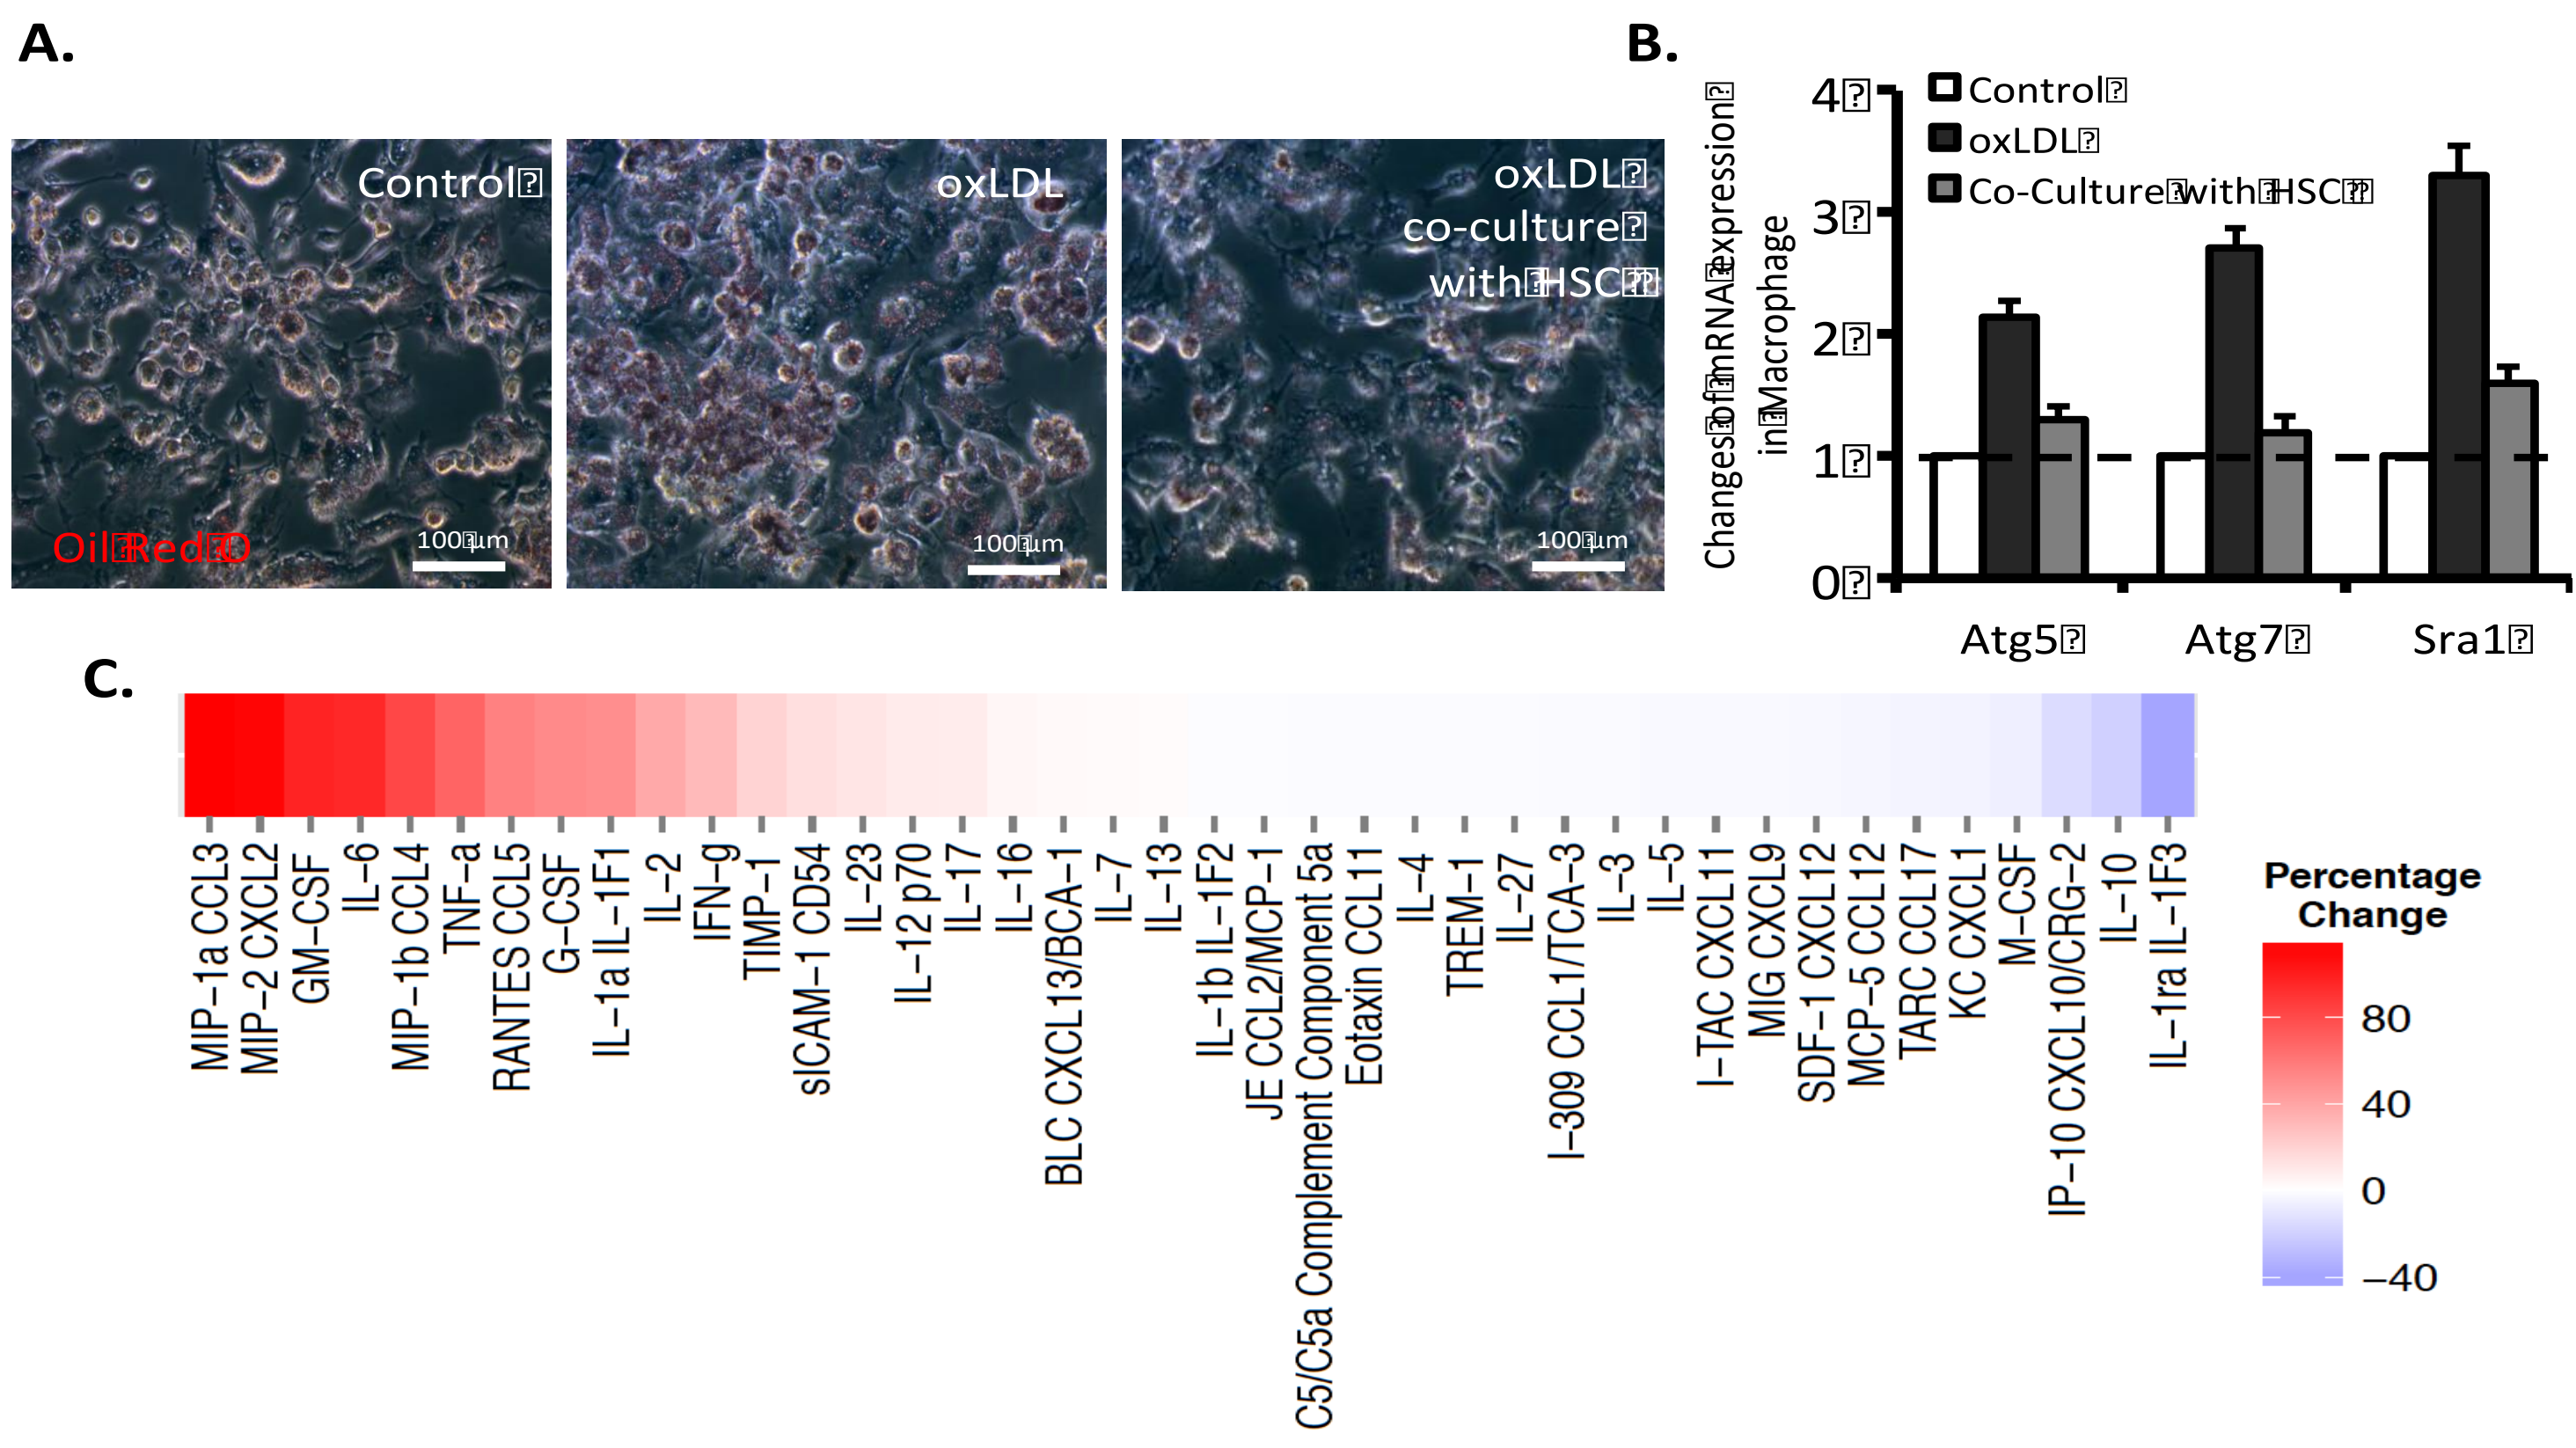 A.
Control
Oil Red O
100 µm
oxLDL
100 µm
oxLDL
co-culture
with HSC
100 µm
B.
Changes of mRNA expression
in Macrophage
4
3
2
1
0
Control
oxLDL
Co-Culture with HSC
Atg5
Atg7
Sra1
C.
MIP-1a CCL3
MIP-2 CXCL2
GM-CSF
IL-6
MIP-1b CCL4
TNF-a
RANTES CCL5
G-CSF
IL-1a IL-1F1
IL-2
IFN-g
TIMP-1
sICAM-1 CD54
IL-23
IL-12 p70
IL-17
IL-16
BLC CXCL13/BCA-1
IL-7
IL-13
IL-1b IL-1F2
JE CCL2/MCP-1
C5/C5a Complement Component 5a
Eotaxin CCL11
IL-4
TREM-1
IL-27
I-309 CCL1/TCA-3
IL-3
IL-5
I-TAC CXCL11
MIG CXCL9
SDF-1 CXCL12
MCP-5 CCL12
TARC CCL17
KC CXCL1
M-CSF
IP-10 CXCL10/CRG-2
IL-10
IL-1ra IL-1F3
Percentage
Change
80
40
0
-40